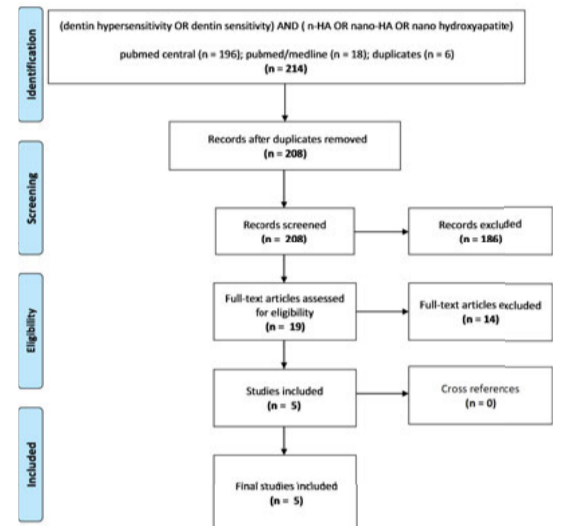 Identification
(dentin hypersensitivity OR dentin sensitivity) AND ( n-HA OR nano-HA OR nano hydroxyapatite)
pubmed central (n = 196); pubmed/medline (n = 18); duplicates (n = 6)
(n = 214)
Records after duplicates removed
(n = 208)
Screening
Records screened
(n = 208)
Records excluded
(n = 186)
Eligibility
Full-text articles assessed
for eligibility
(n = 19)
Full-text articles excluded
(n = 14)
Studies included
(n = 5)
Cross references
(n = 0)
Included
Final studies included
(n = 5)